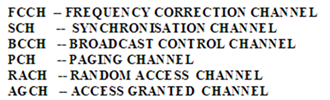 FCCH -- FREQUENCY CORRECTION CHANNEL
SCH -- SYNCHRONISATION CHANNEL
BCCH -- BROADCAST CONTROL CHANNEL
PCH -- PAGING CHANNEL
RACH -- RANDOM ACCESS CHANNEL
AGCH -- ACCESS GRANTED CHANNEL